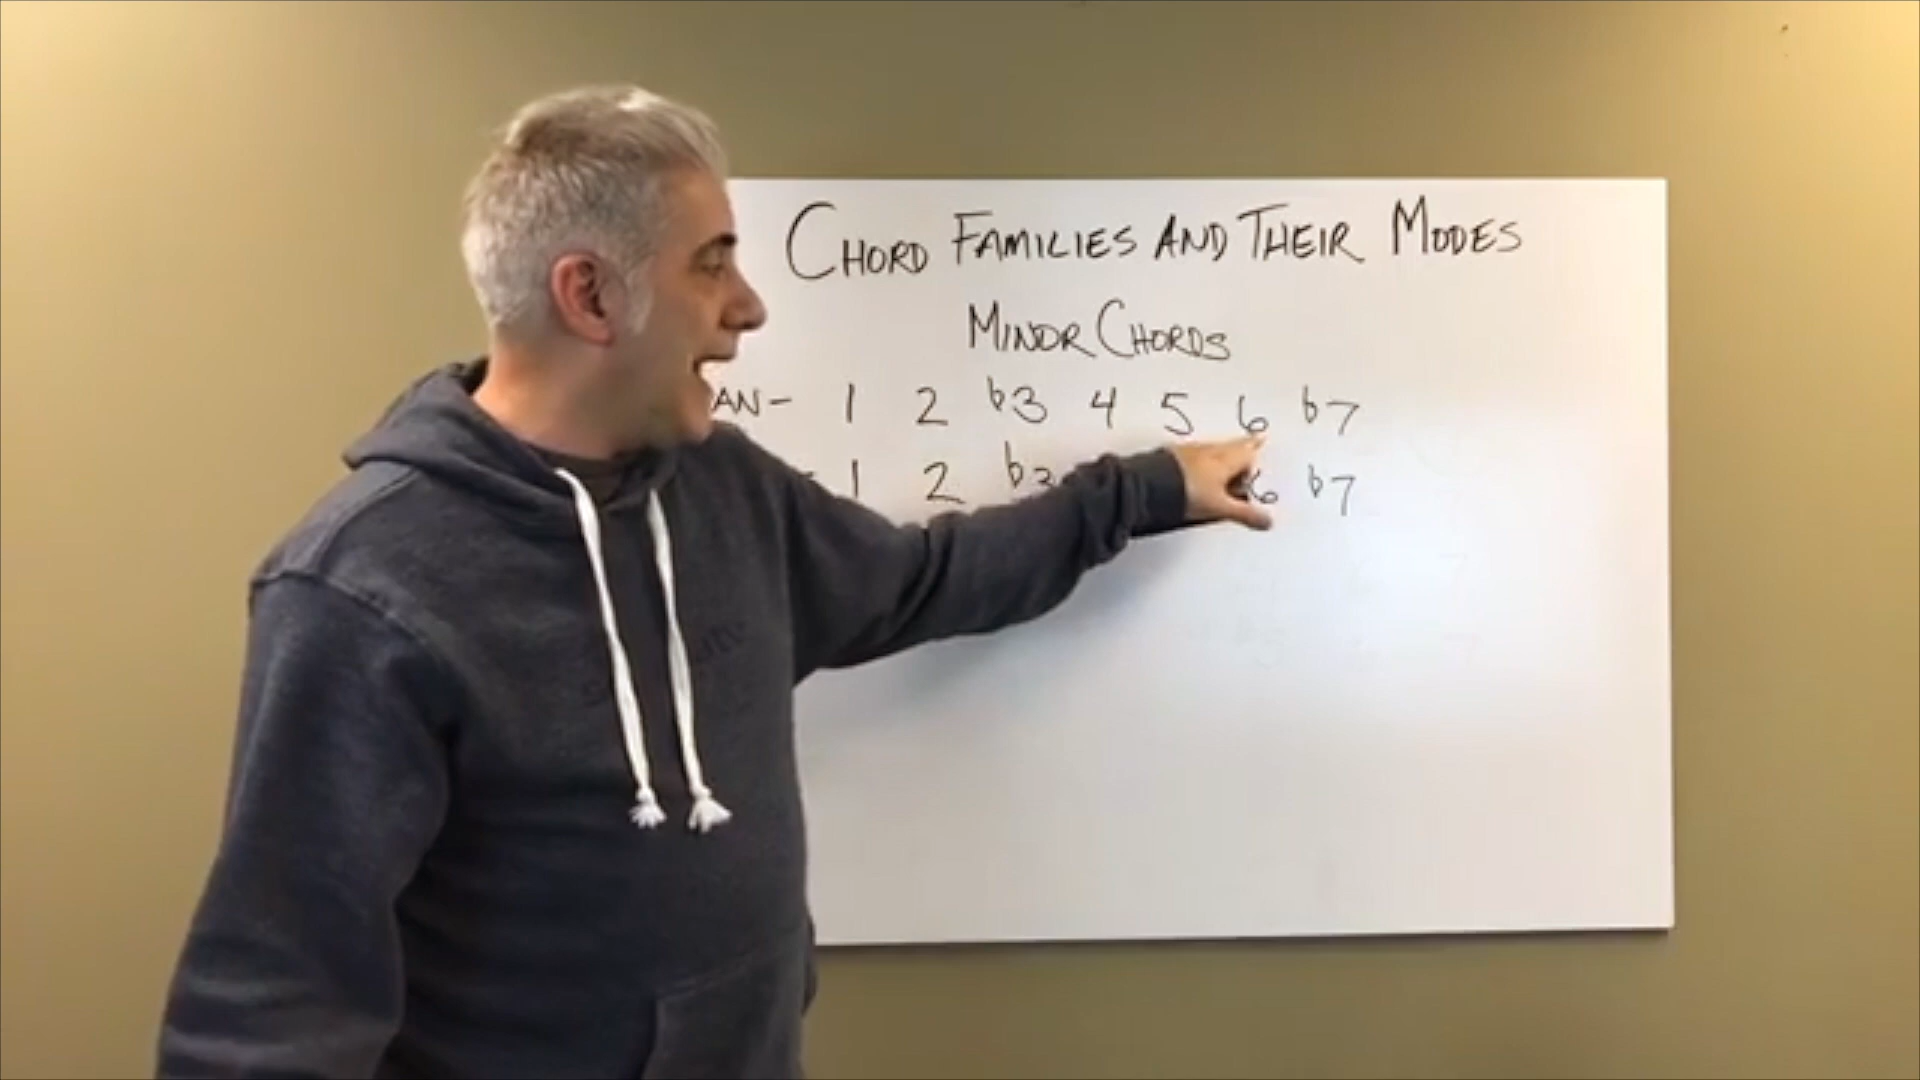 CHORD FAMILIES AND THEIR MODES
MINOR CHORDS
AN- 1 2 b3 4 5 6 b7
- 1 2 b3 6 b7